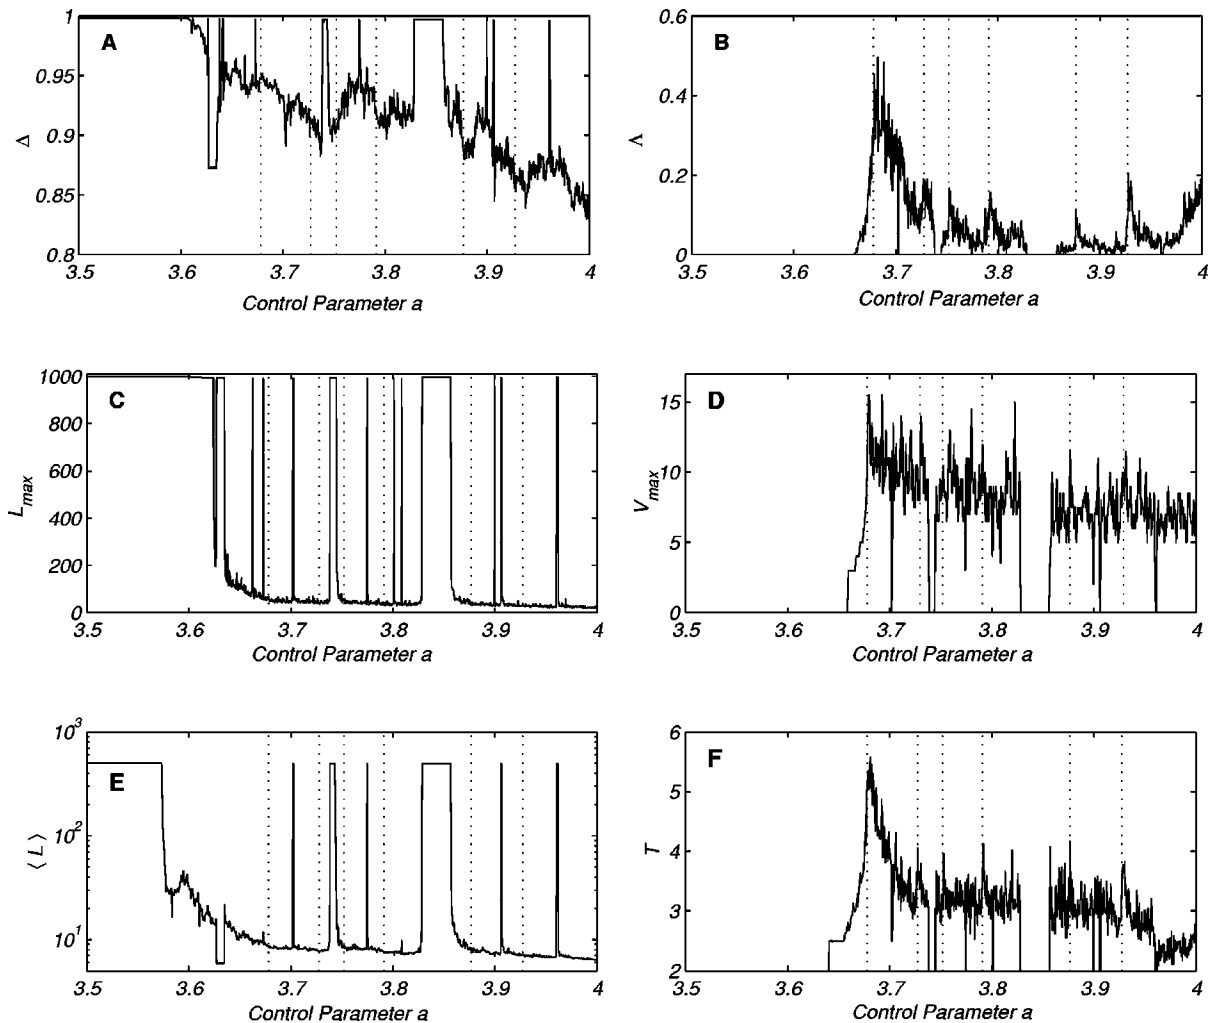 A
1
0.95
0.9
0.85
0.8
Δ
3.5 3.6 3.7 3.8 3.9 4
Control Parameter a
B
0.6
0.4
0.2
0
Λ
3.5 3.6 3.7 3.8 3.9 4
Control Parameter a
C
1000
800
600
400
200
0
L_max
3.5 3.6 3.7 3.8 3.9 4
Control Parameter a
D
15
10
5
0
V_max
3.5 3.6 3.7 3.8 3.9 4
Control Parameter a
E
10^3
10^2
10^1
⟨ L ⟩
3.5 3.6 3.7 3.8 3.9 4
Control Parameter a
F
6
5
4
3
2
T
3.5 3.6 3.7 3.8 3.9 4
Control Parameter a